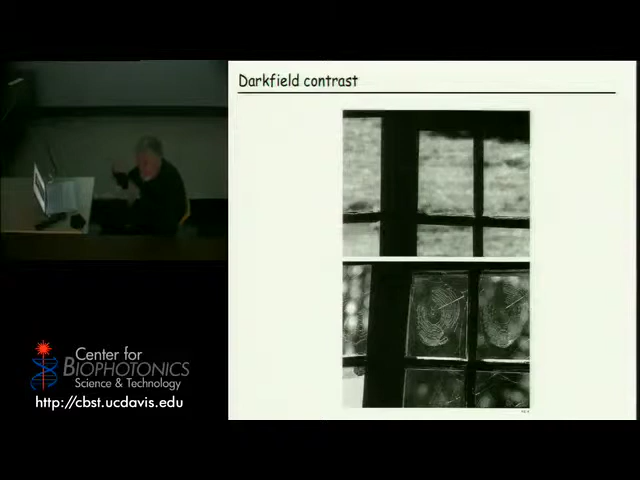 Darkfield contrast
Center for
BIOPHOTONICS
Science & Technology
http://cbst.ucdavis.edu